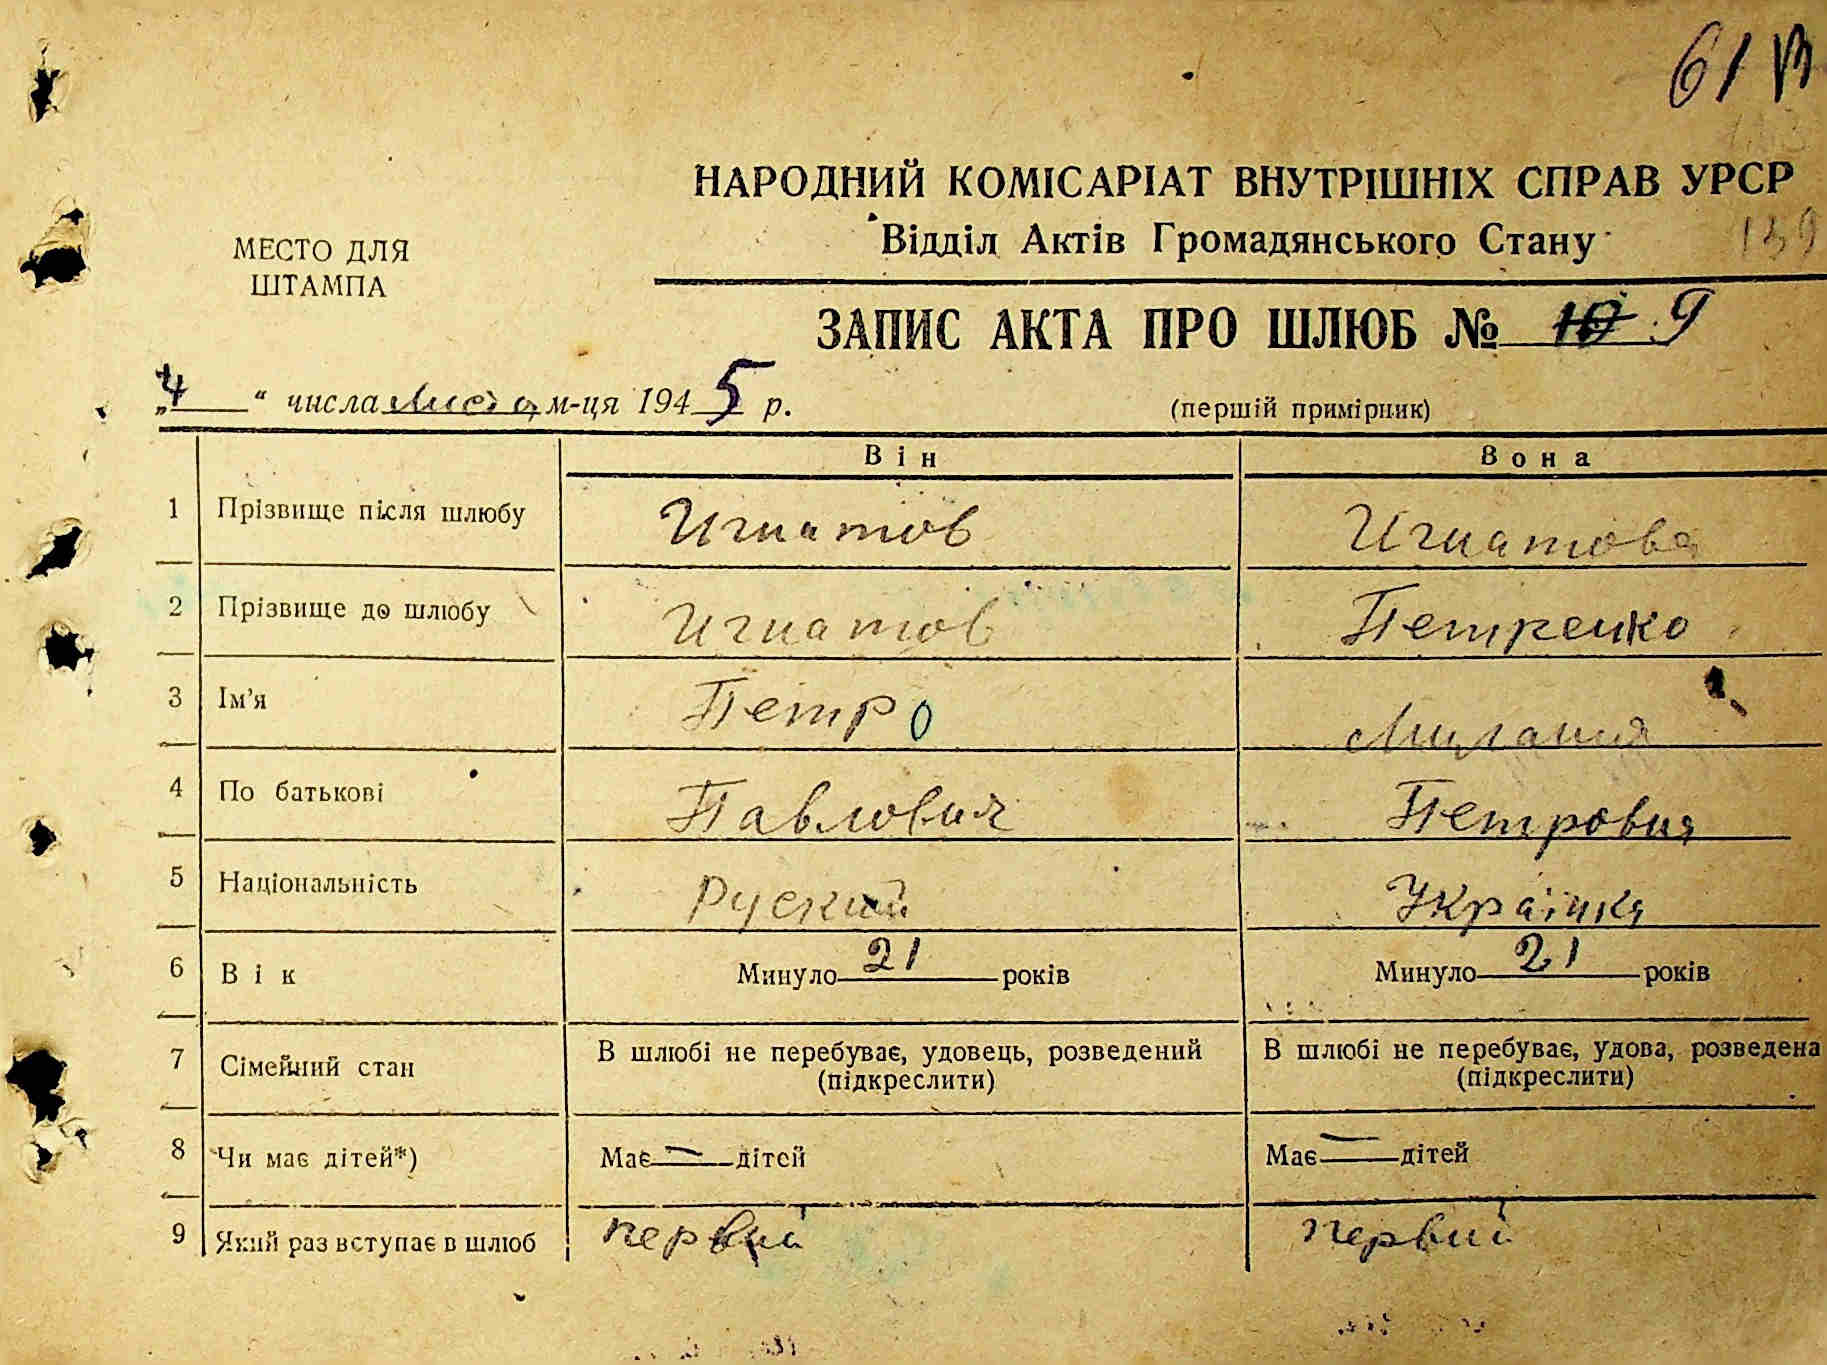 61
НАРОДНИЙ КОМІСАРІАТ ВНУТРІШНІХ СПРАВ УРСР
139
Відділ Актів Громадянського Стану
МЕСТО ДЛЯ
ШТАМПА
ЗАПИС АКТА ПРО ШЛЮБ № 10 9
„4“ числа м-ця 1945 р.
(першій примірник)
Він Вона
1 Прізвище після шлюбу Игнатов Игнатова
2 Прізвище до шлюбу Игнатов Петренко
3 Ім'я Петро Милания
4 По батькові Павлович Петровня
5 Національність Руский Українка
6 Вік Минуло 21 років Минуло 21 років
7 Сімейний стан В шлюбі не перебуває, удовець, розведений (підкреслити) В шлюбі не перебуває, удова, розведена (підкреслити)
8 Чи має дітей*) Має — дітей Має — дітей
9 Який раз вступає в шлюб первий первий